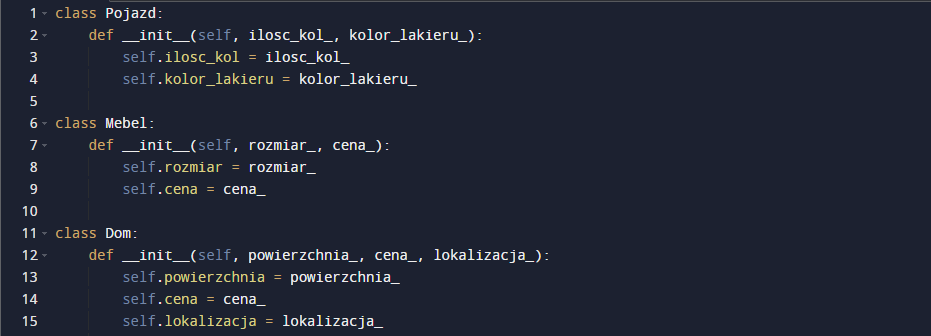 1 class Pojazd:
2     def __init__(self, ilosc_kol_, kolor_lakieru_):
3         self.ilosc_kol = ilosc_kol_
4         self.kolor_lakieru = kolor_lakieru_
5
6 class Mebel:
7     def __init__(self, rozmiar_, cena_):
8         self.rozmiar = rozmiar_
9         self.cena = cena_
10
11 class Dom:
12     def __init__(self, powierzchnia_, cena_, lokalizacja_):
13         self.powierzchnia = powierzchnia_
14         self.cena = cena_
15         self.lokalizacja = lokalizacja_